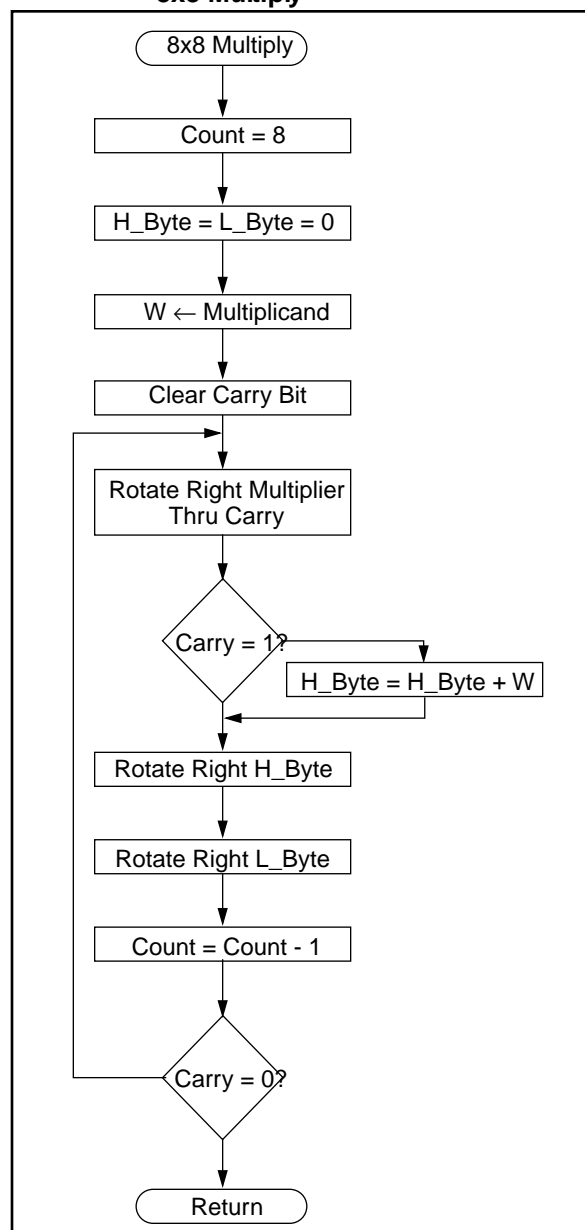 8x8 Multiply
8x8 Multiply
Count = 8
H_Byte = L_Byte = 0
W ← Multiplicand
Clear Carry Bit
Rotate Right Multiplier
Thru Carry
Carry = 1?
H_Byte = H_Byte + W
Rotate Right H_Byte
Rotate Right L_Byte
Count = Count - 1
Carry = 0?
Return